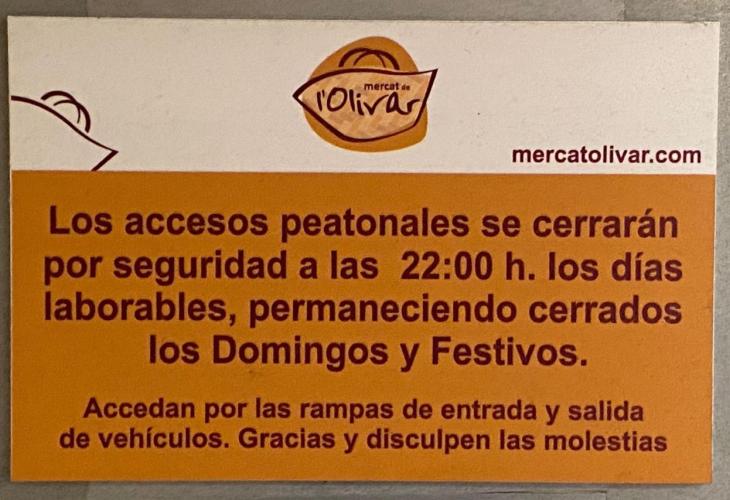 mercat de
l'Olivar
mercatolivar.com
Los accesos peatonales se cerrarán
por seguridad a las 22:00 h. los días
laborables, permaneciendo cerrados
los Domingos y Festivos.
Accedan por las rampas de entrada y salida
de vehículos. Gracias y disculpen las molestias